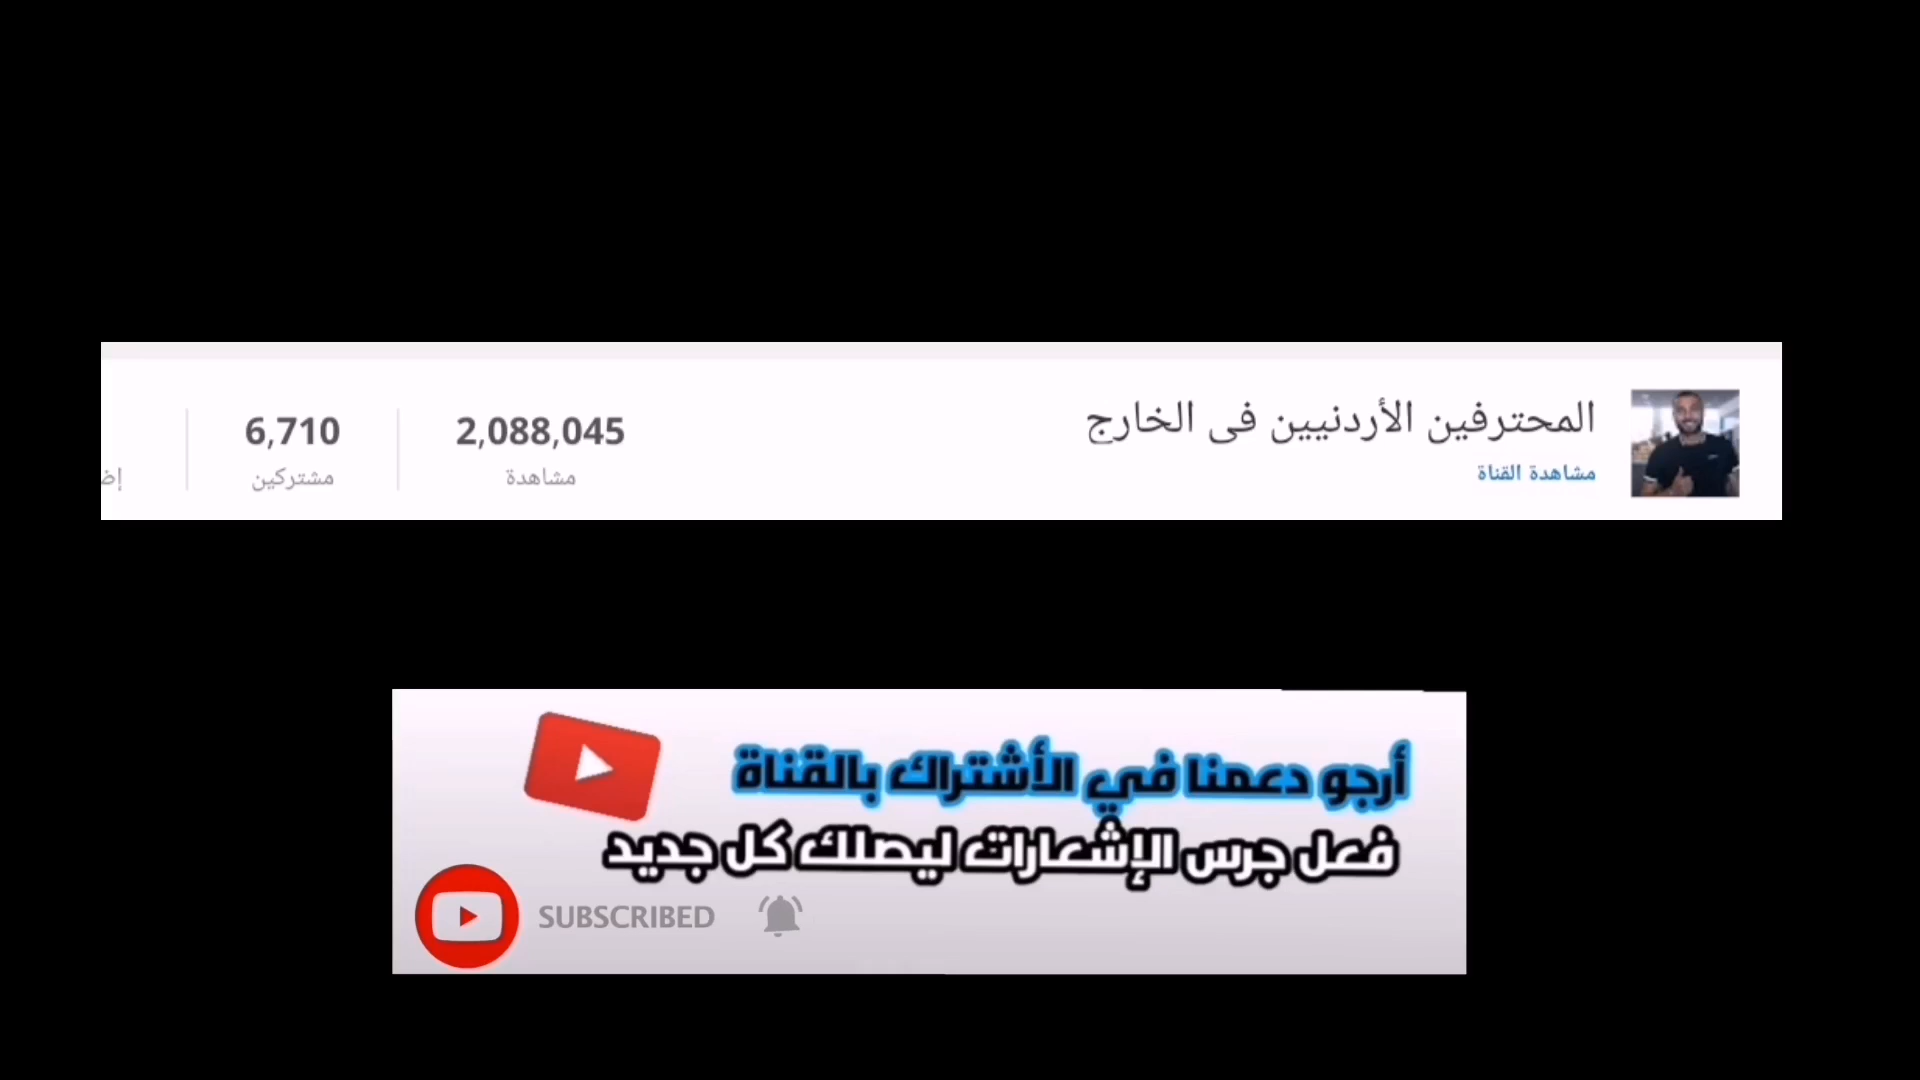 المحترفين الأردنيين فى الخارج
مشاهدة القناة
2,088,045
مشاهدة
6,710
مشتركين
أرجو دعمنا في الأشتراك بالقناة
فعل جرس الإشعارات ليصلك كل جديد
SUBSCRIBED